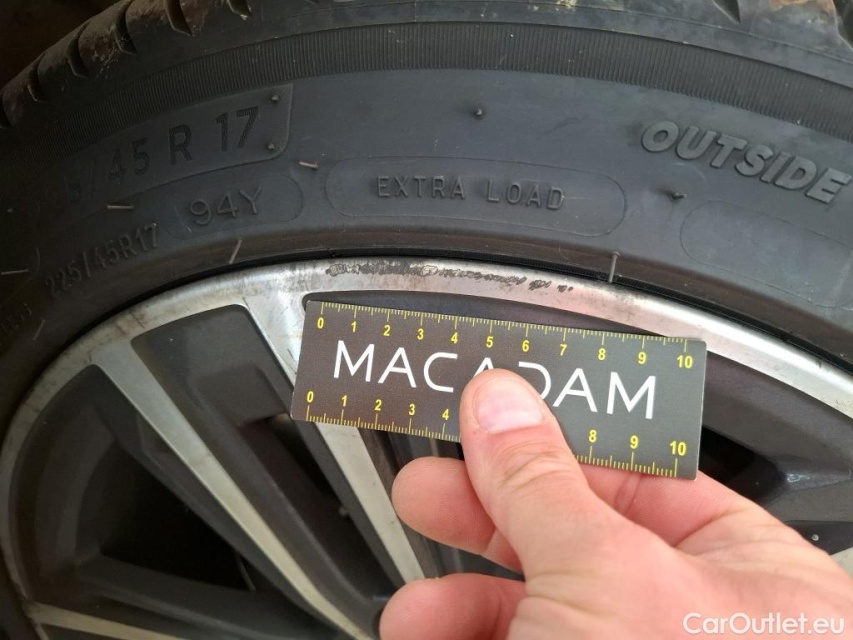 /45 R 17
OUTSIDE
EXTRA LOAD
225/45R17 94Y
0 1 2 3 4 5 6 7 8 9 10
MACADAM
0 1 2 3 4 8 9 10
CarOutlet.eu